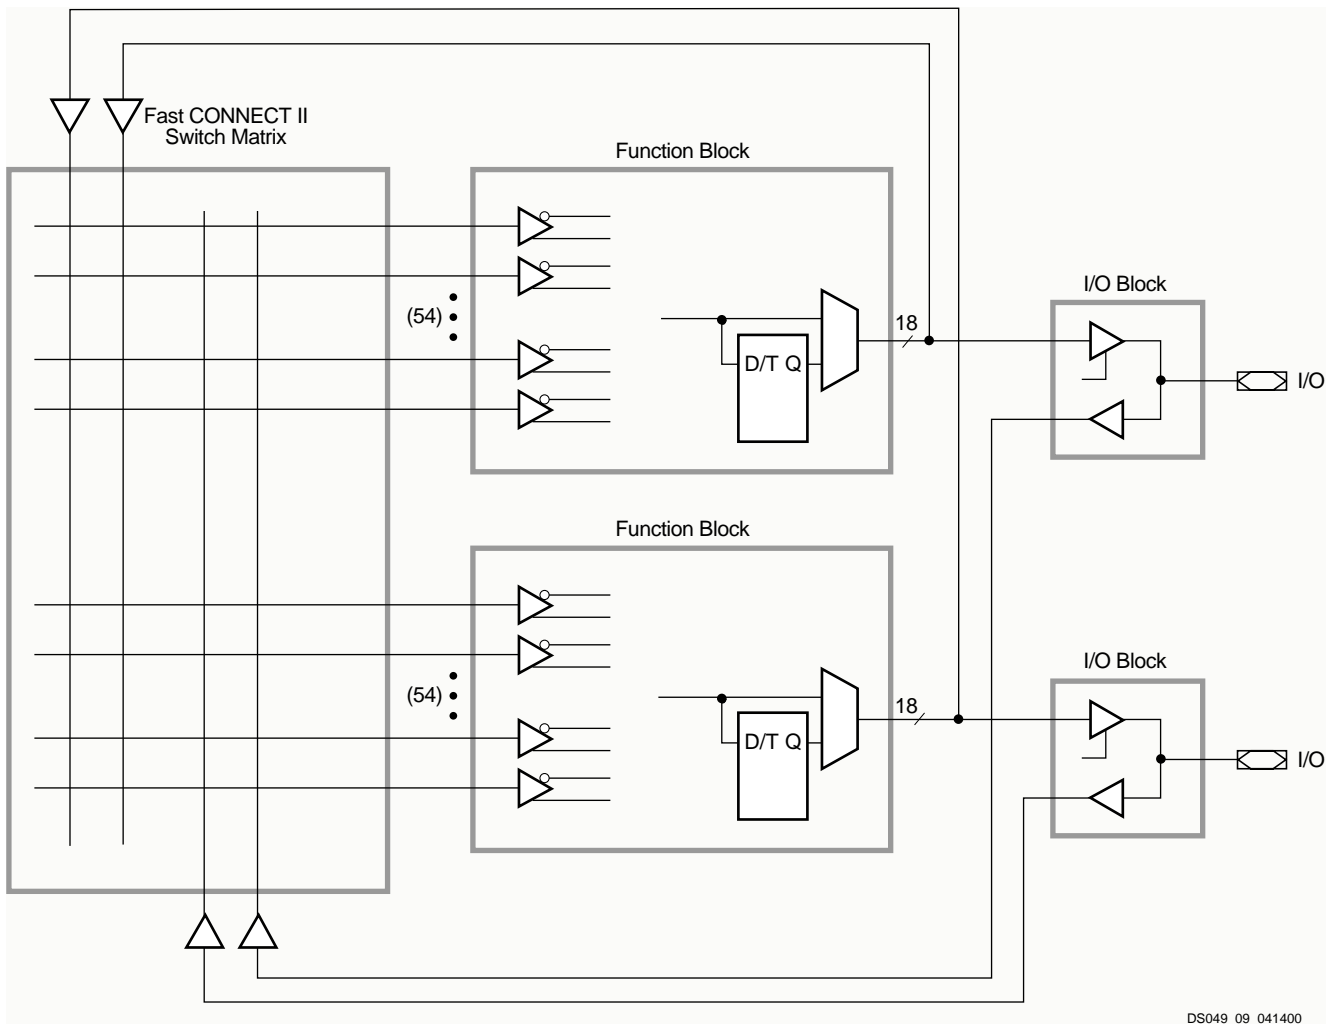 Fast CONNECT II
Switch Matrix
Function Block
I/O Block
(54)
18
D/T Q
I/O
Function Block
I/O Block
(54)
18
D/T Q
I/O
DS049_09_041400